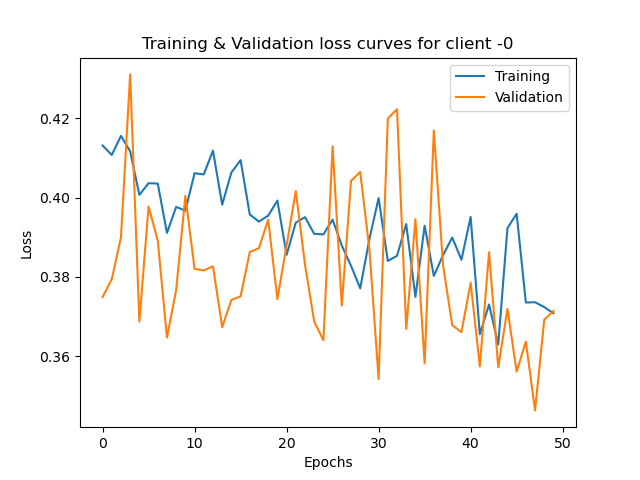 Training & Validation loss curves for client -0
Training
Validation
Loss
0.42
0.40
0.38
0.36
0
10
20
30
40
50
Epochs